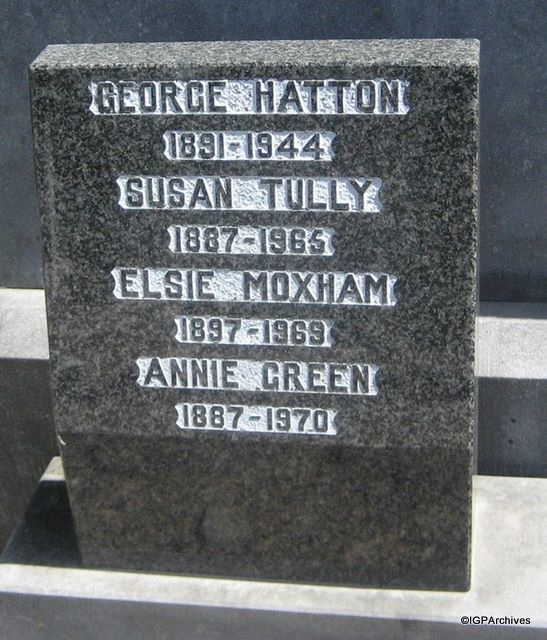 GEORGE HATTON
1891-1944
SUSAN TULLY
1887-1965
ELSIE MOXHAM
1897-1969
ANNIE GREEN
1887-1970
©IGPArchives